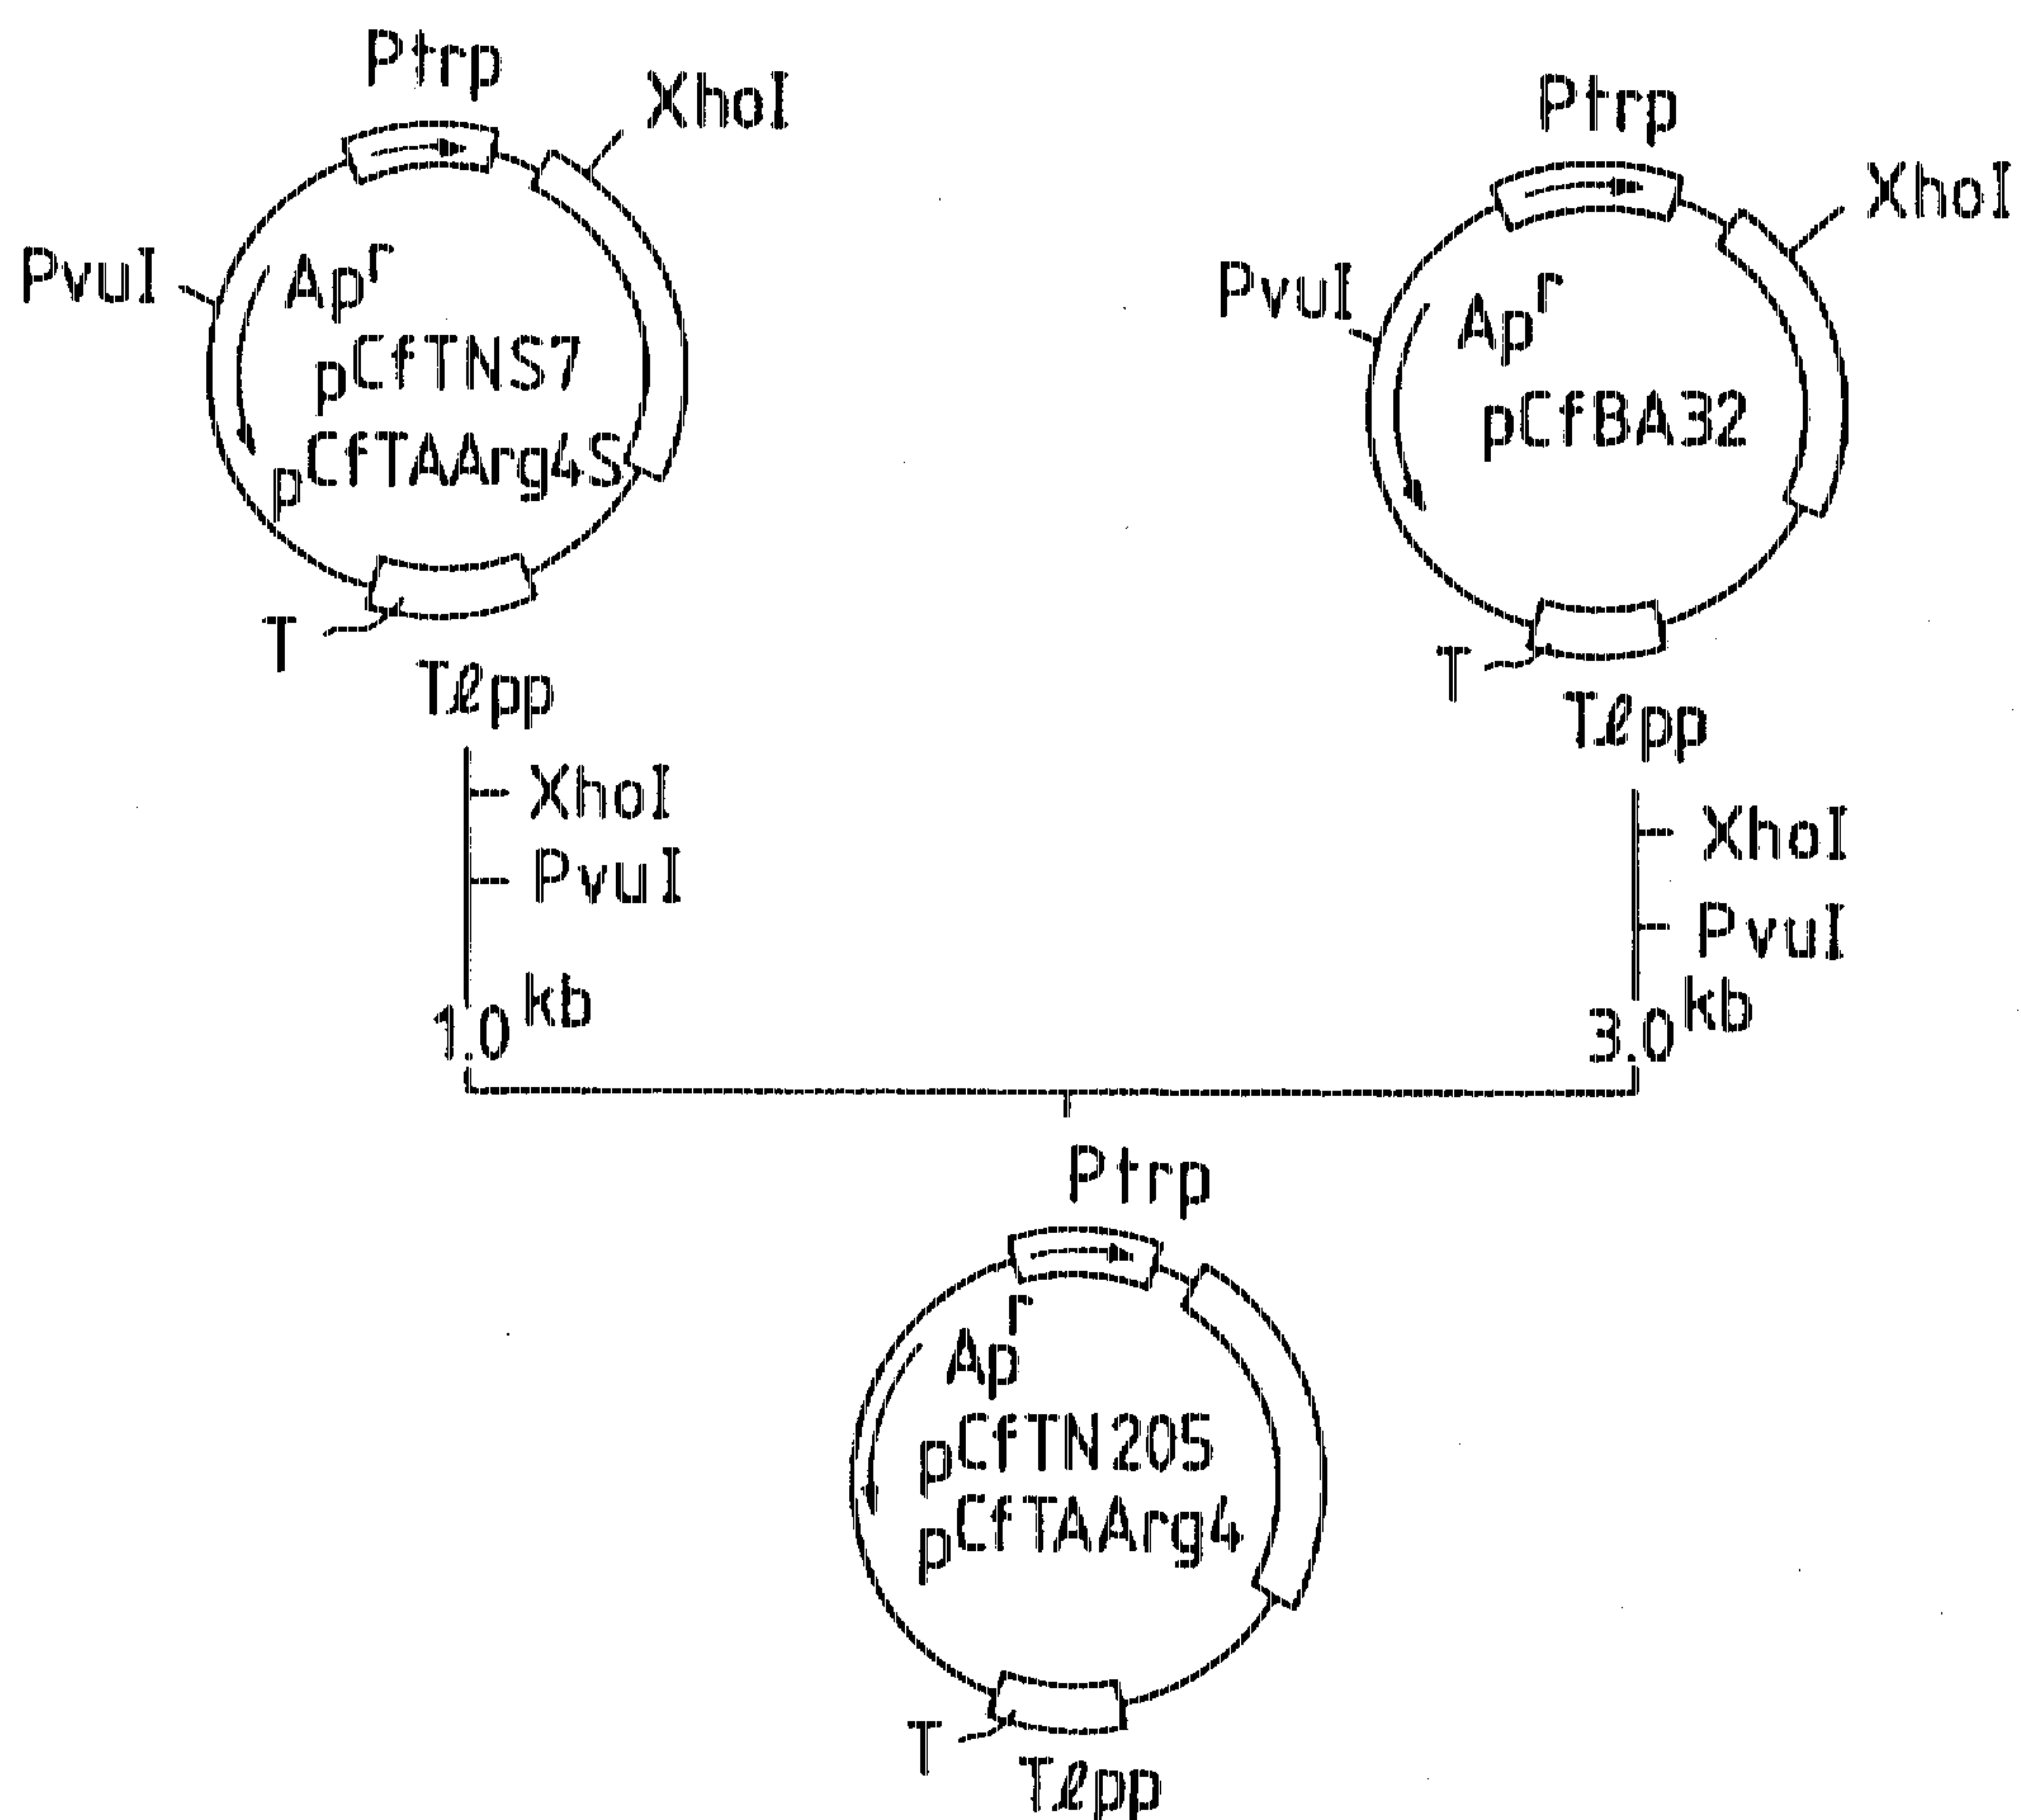 Ptrp
XhoI
PvuI
Apr
pCfTNS7
pCfTAArg4S
T
Tℓpp
XhoI
PvuI
1.0 kb
Ptrp
XhoI
PvuI
Apr
pCfBA32
T
Tℓpp
XhoI
PvuI
3.0 kb
Ptrp
Apr
pCfTN205
pCfTAArg4
T
Tℓpp